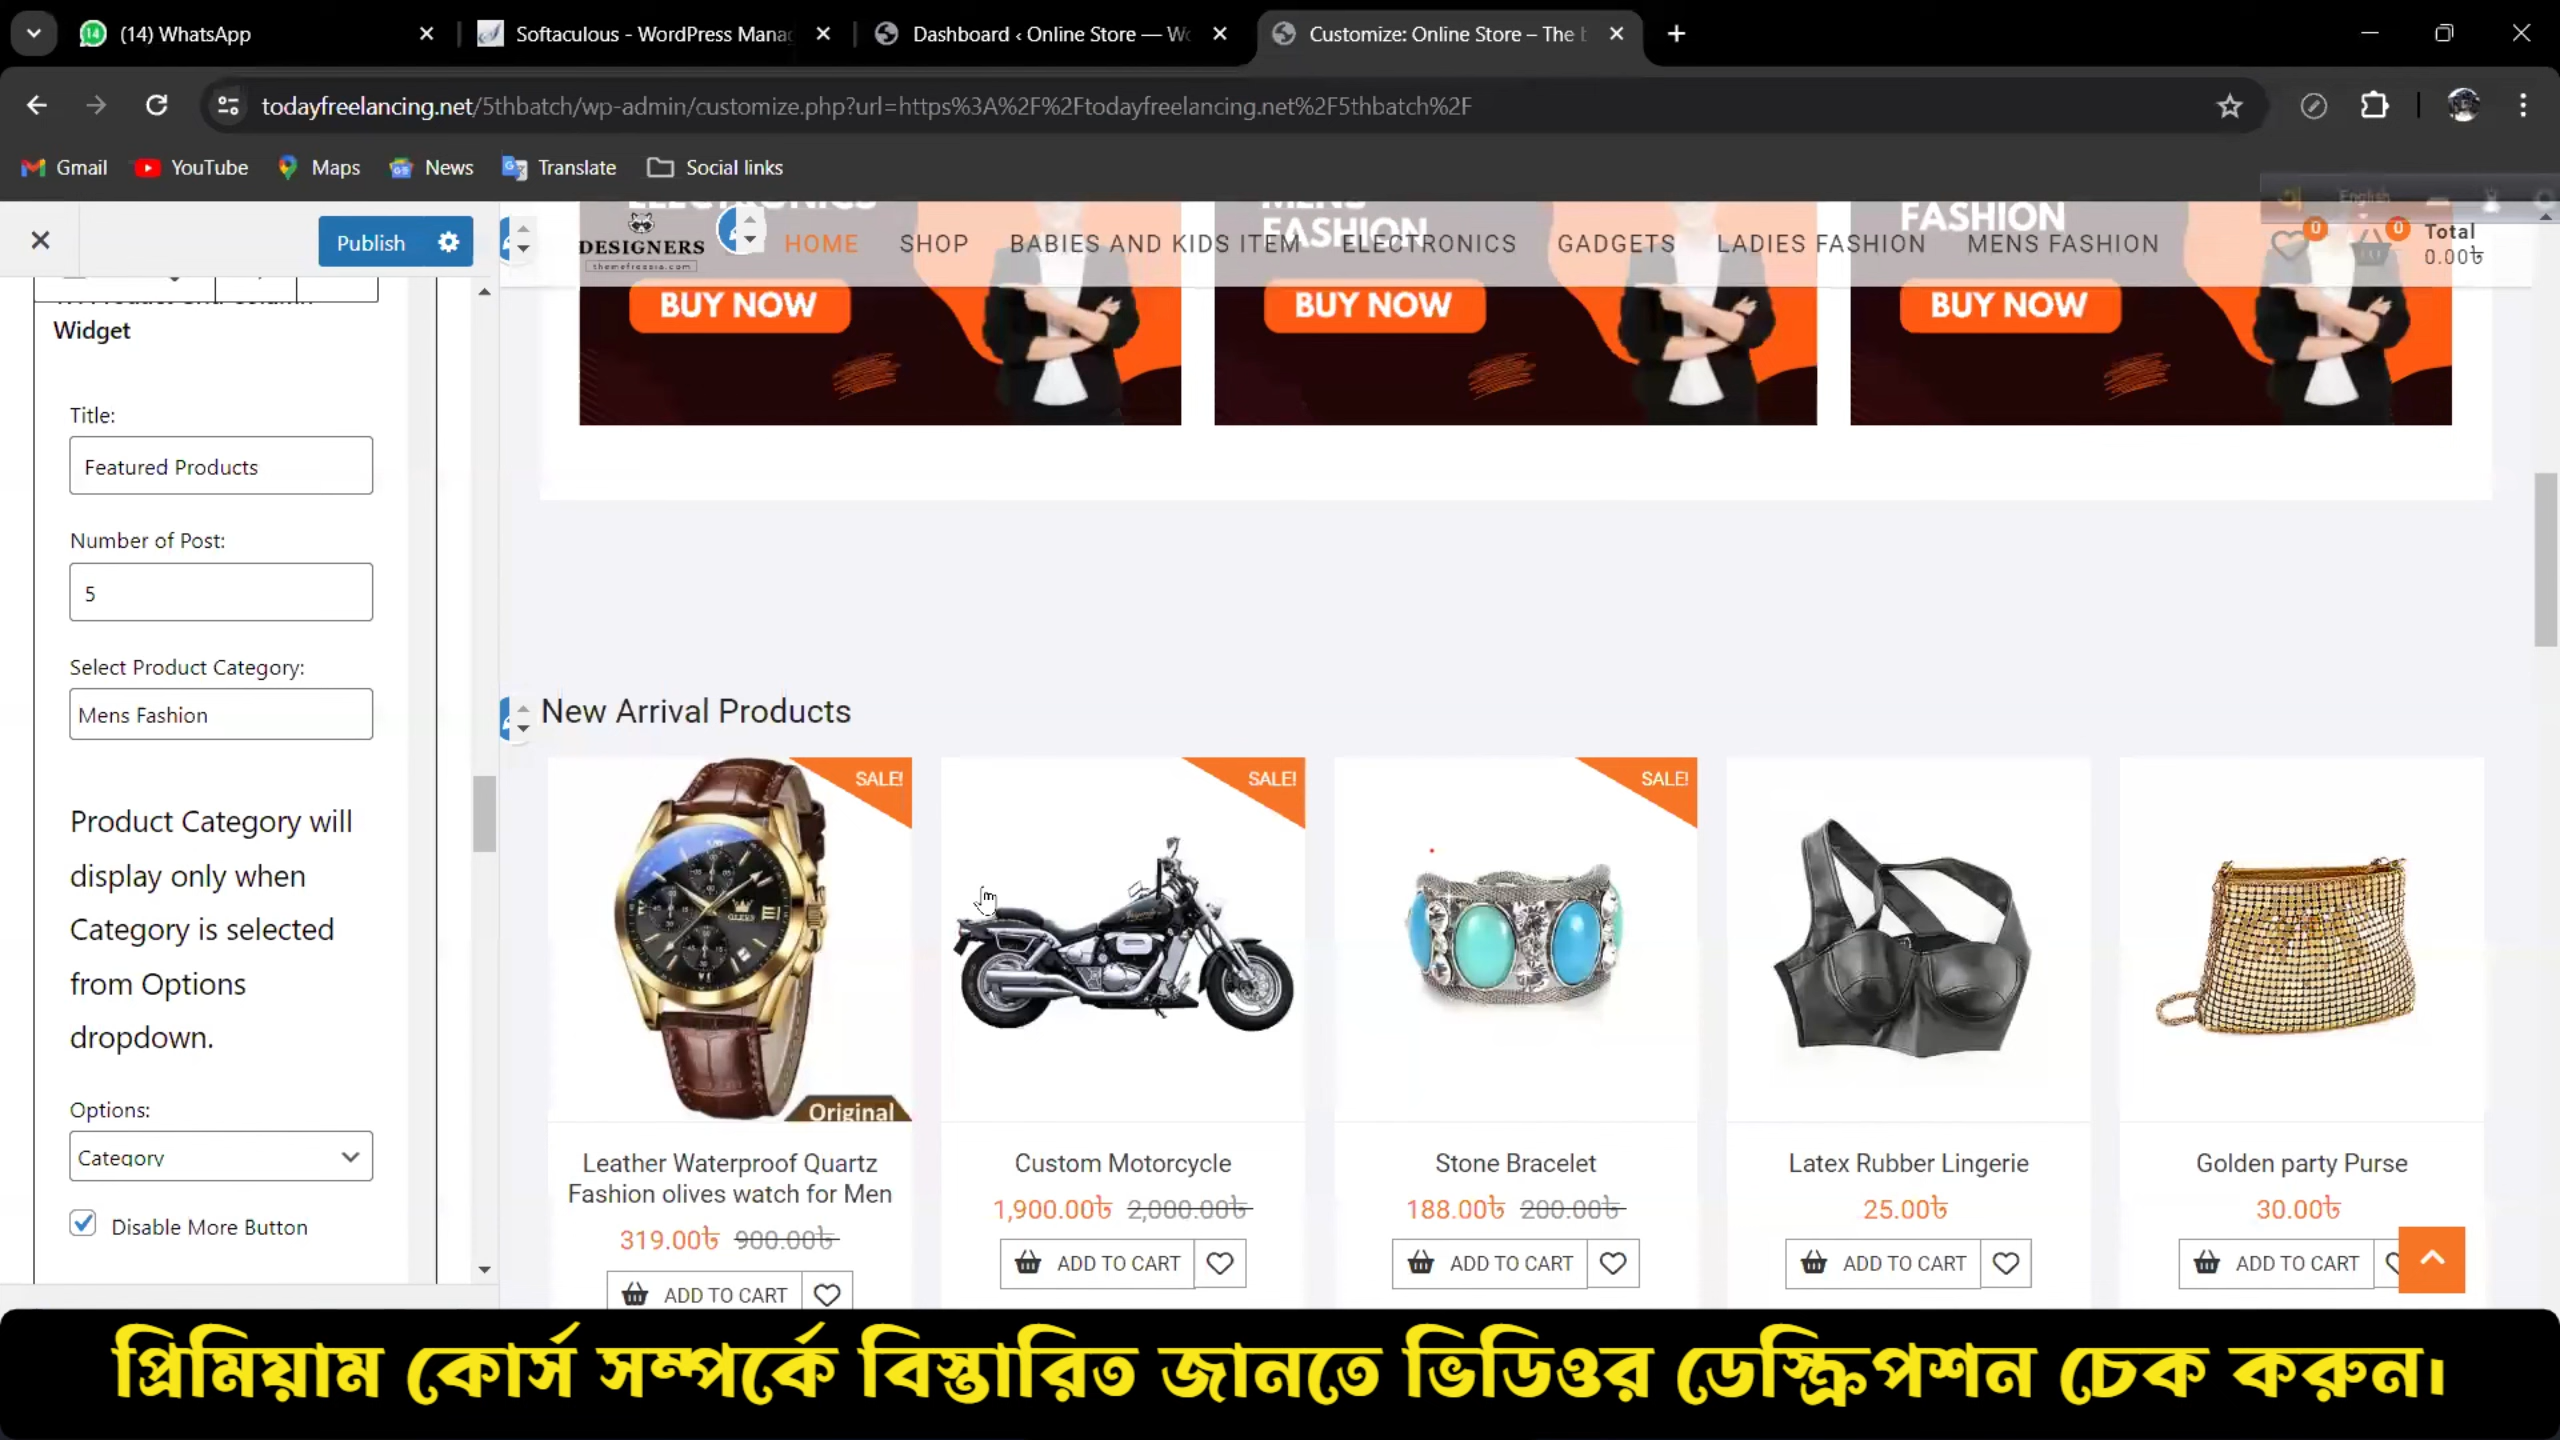 (14) WhatsApp
Softaculous - WordPress Manag
Dashboard ‹ Online Store — Wo
Customize: Online Store – The b
todayfreelancing.net/5thbatch/wp-admin/customize.php?url=https%3A%2F%2Ftodayfreelancing.net%2F5thbatch%2F
Gmail
YouTube
Maps
News
Translate
Social links
English
Publish
Widget
Title:
Featured Products
Number of Post:
5
Select Product Category:
Mens Fashion
Product Category will
display only when
Category is selected
from Options
dropdown.
Options:
Category
Disable More Button
ELECTRONICS
MENS
FASHION
FASHION
DESIGNERS
themefreesia.com
HOME
SHOP
BABIES AND KIDS ITEM
ELECTRONICS
GADGETS
LADIES FASHION
MENS FASHION
0
0
Total
0.00৳
BUY NOW
BUY NOW
BUY NOW
New Arrival Products
SALE!
SALE!
SALE!
Original
Leather Waterproof Quartz
Fashion olives watch for Men
319.00৳ 900.00৳
ADD TO CART
Custom Motorcycle
1,900.00৳ 2,000.00৳
ADD TO CART
Stone Bracelet
188.00৳ 200.00৳
ADD TO CART
Latex Rubber Lingerie
25.00৳
ADD TO CART
Golden party Purse
30.00৳
ADD TO CART
প্রিমিয়াম কোর্স সম্পর্কে বিস্তারিত জানতে ভিডিওর ডেস্ক্রিপশন চেক করুন।